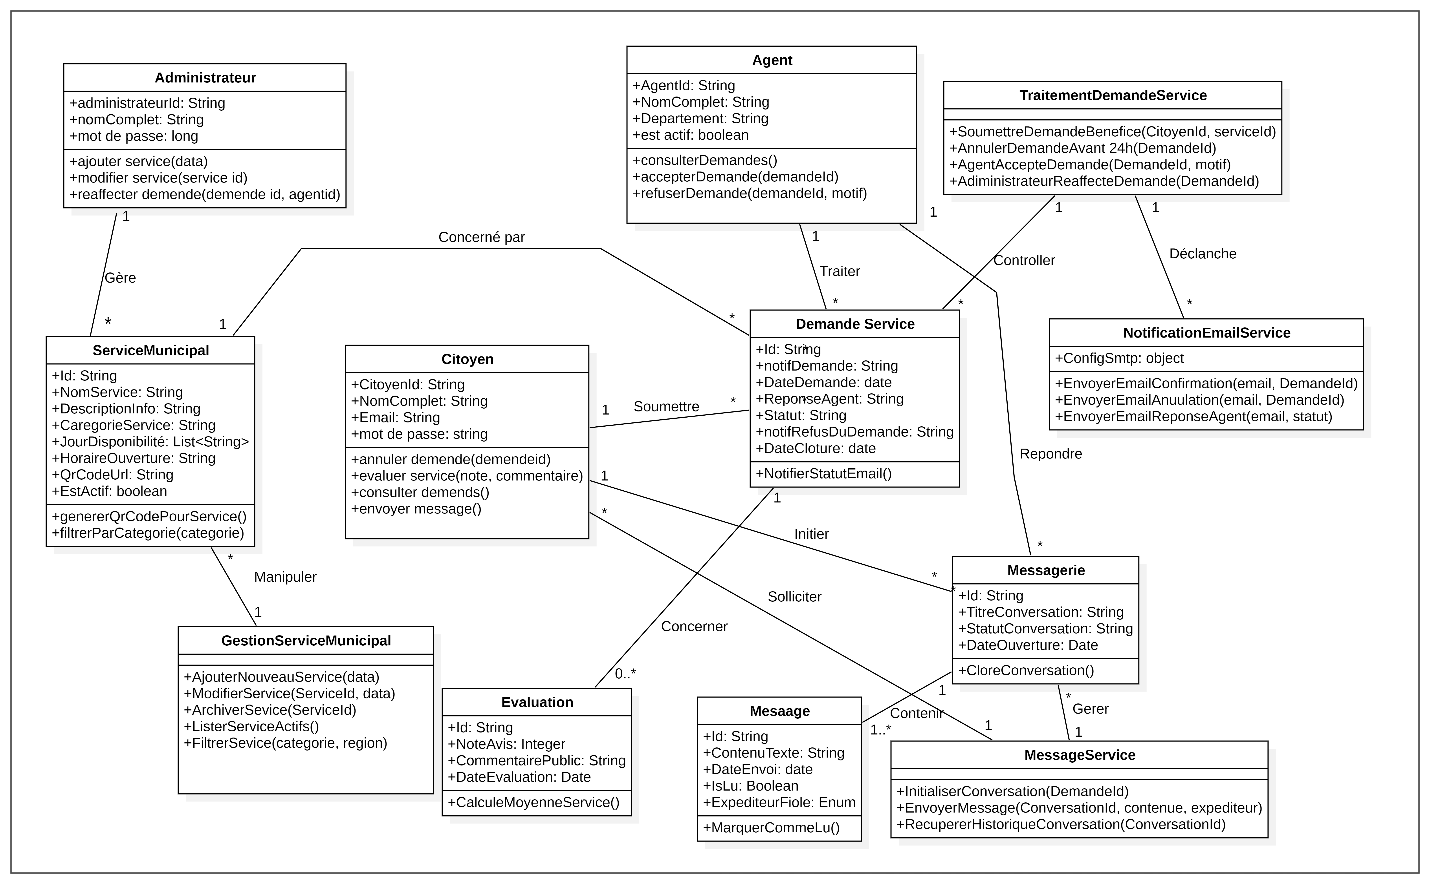 Administrateur
+administrateurId: String
+nomComplet: String
+mot de passe: long
+ajouter service(data)
+modifier service(service id)
+reaffecter demende(demende id, agentid)
Agent
+AgentId: String
+NomComplet: String
+Departement: String
+est actif: boolean
+consulterDemandes()
+accepterDemande(demandeId)
+refuserDemande(demandeId, motif)
TraitementDemandeService
+SoumettreDemandeBenefice(CitoyenId, serviceId)
+AnnulerDemandeAvant 24h(DemandeId)
+AgentAccepteDemande(DemandeId, motif)
+AdiministrateurReaffecteDemande(DemandeId)
1
Gère
*
1
Concerné par
*
1
Traiter
*
1
Controller
*
1
Déclanche
*
1
Repondre
*
ServiceMunicipal
+Id: String
+NomService: String
+DescriptionInfo: String
+CaregorieService: String
+JourDisponibilité: List<String>
+HoraireOuverture: String
+QrCodeUrl: String
+EstActif: boolean
+genererQrCodePourService()
+filtrerParCategorie(categorie)
Citoyen
+CitoyenId: String
+NomComplet: String
+Email: String
+mot de passe: string
+annuler demende(demendeid)
+evaluer service(note, commentaire)
+consulter demends()
+envoyer message()
1
Soumettre
*
Demande Service
+Id: String
+notifDemande: String
+DateDemande: date
+ReponseAgent: String
+Statut: String
+notifRefusDuDemande: String
+DateCloture: date
+NotifierStatutEmail()
NotificationEmailService
+ConfigSmtp: object
+EnvoyerEmailConfirmation(email, DemandeId)
+EnvoyerEmailAnuulation(email, DemandeId)
+EnvoyerEmailReponseAgent(email, statut)
1
Initier
*
*
*
Solliciter
1
1
Concerner
0..*
*
Manipuler
1
GestionServiceMunicipal
+AjouterNouveauService(data)
+ModifierService(ServiceId, data)
+ArchiverSevice(ServiceId)
+ListerServiceActifs()
+FiltrerSevice(categorie, region)
Evaluation
+Id: String
+NoteAvis: Integer
+CommentairePublic: String
+DateEvaluation: Date
+CalculeMoyenneService()
Messagerie
+Id: String
+TitreConversation: String
+StatutConversation: String
+DateOuverture: Date
+CloreConversation()
1
Contenir
1..*
*
Gerer
1
Mesaage
+Id: String
+ContenuTexte: String
+DateEnvoi: date
+IsLu: Boolean
+ExpediteurFiole: Enum
+MarquerCommeLu()
MessageService
+InitialiserConversation(DemandeId)
+EnvoyerMessage(ConversationId, contenue, expediteur)
+RecupererHistoriqueConversation(ConversationId)